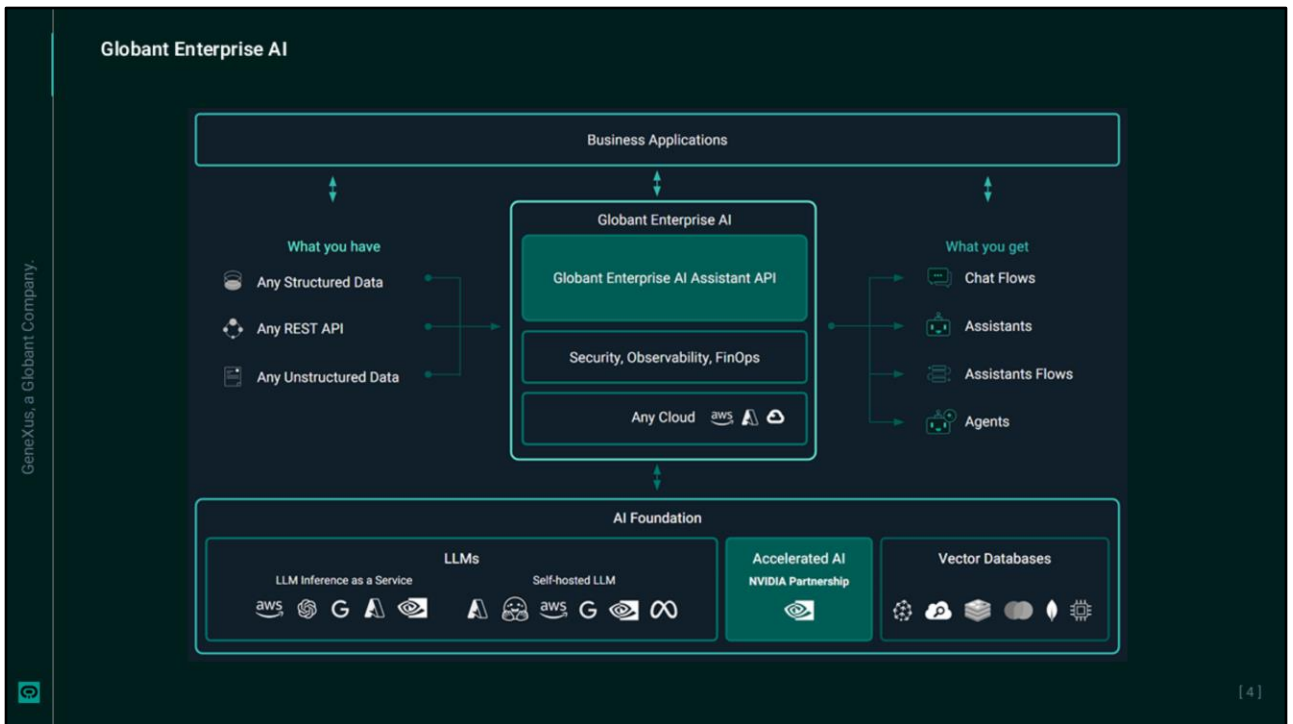 Globant Enterprise AI
Business Applications
What you have
Any Structured Data
Any REST API
Any Unstructured Data
Globant Enterprise AI
Globant Enterprise AI Assistant API
Security, Observability, FinOps
Any Cloud aws
What you get
Chat Flows
Assistants
Assistants Flows
Agents
AI Foundation
LLMs
LLM Inference as a Service
aws G
Self-hosted LLM
aws G
Accelerated AI
NVIDIA Partnership
Vector Databases
GeneXus, a Globant Company.
[ 4 ]